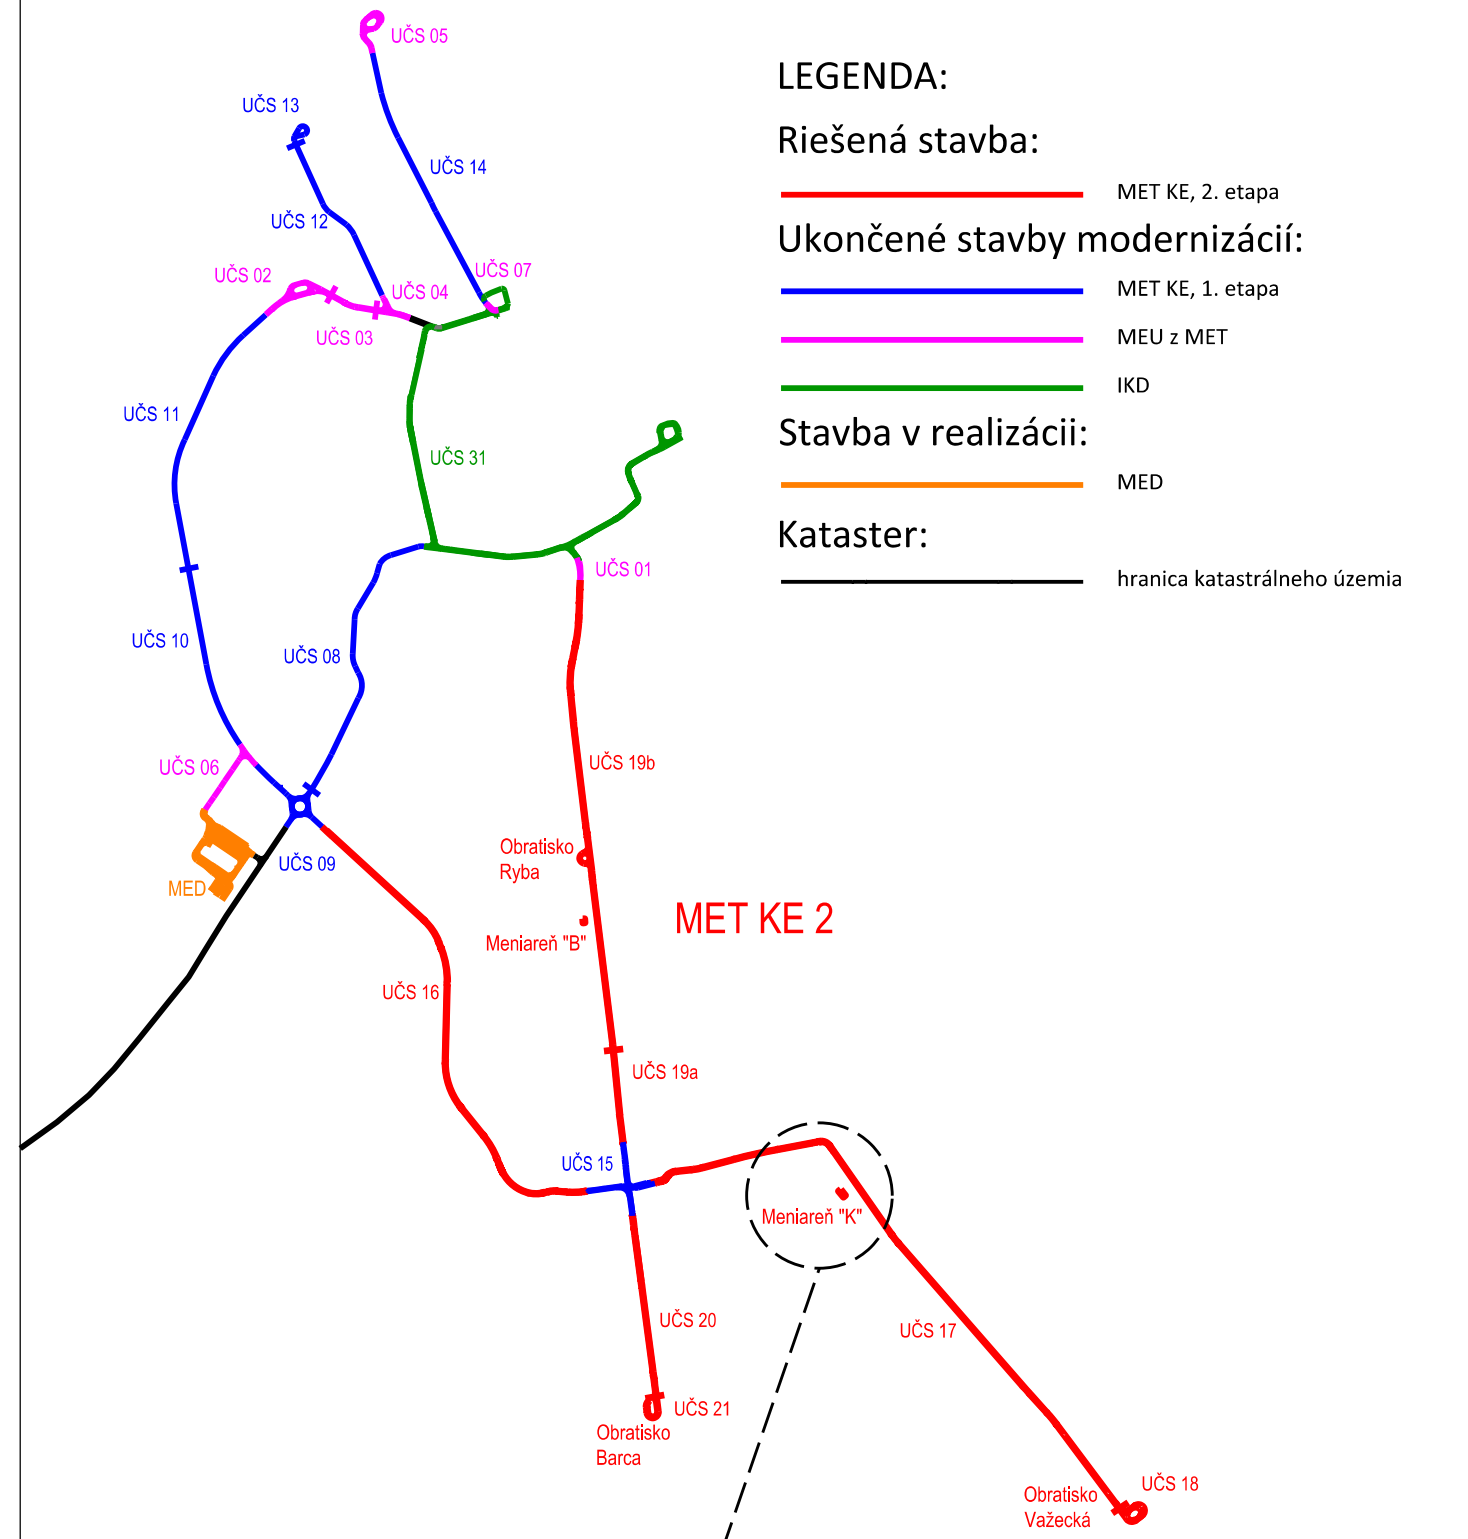 UČS 05
UČS 13
UČS 14
UČS 12
UČS 02
UČS 07
UČS 04
UČS 03
UČS 11
UČS 31
UČS 01
UČS 10
UČS 08
UČS 19b
UČS 06
Obratisko
Ryba
UČS 09
MED
MET KE 2
Meniareň "B"
UČS 16
UČS 19a
UČS 15
Meniareň "K"
UČS 20
UČS 17
UČS 21
Obratisko
Barca
UČS 18
Obratisko
Važecká
LEGENDA:
Riešená stavba:
MET KE, 2. etapa
Ukončené stavby modernizácií:
MET KE, 1. etapa
MEU z MET
IKD
Stavba v realizácii:
MED
Kataster:
hranica katastrálneho územia